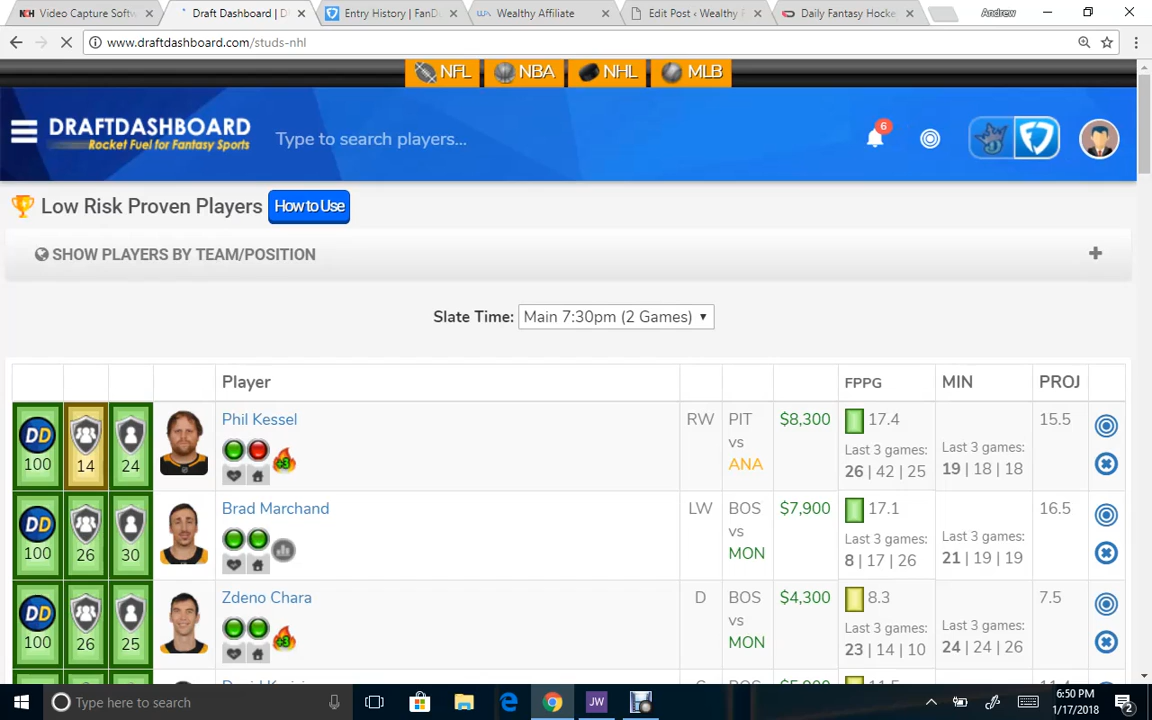 Video Capture Softw
Draft Dashboard | D
Entry History | FanDu
Wealthy Affiliate
Edit Post ‹ Wealthy F
Daily Fantasy Hocke
Andrew
www.draftdashboard.com/studs-nhl
NFL NBA NHL MLB
DRAFTDASHBOARD
Rocket Fuel for Fantasy Sports
Type to search players...
6
Low Risk Proven Players How to Use
SHOW PLAYERS BY TEAM/POSITION
Slate Time: Main 7:30pm (2 Games)
Player FPPG MIN PROJ
DD 100 14 24 Phil Kessel +3 RW PIT vs ANA $8,300 17.4 Last 3 games: 26 | 42 | 25 Last 3 games: 19 | 18 | 18 15.5
DD 100 26 30 Brad Marchand LW BOS vs MON $7,900 17.1 Last 3 games: 8 | 17 | 26 Last 3 games: 21 | 19 | 19 16.5
DD 100 26 25 Zdeno Chara +3 D BOS vs MON $4,300 8.3 Last 3 games: 23 | 14 | 10 Last 3 games: 24 | 24 | 26 7.5
Type here to search
JW
6:50 PM
1/17/2018
2